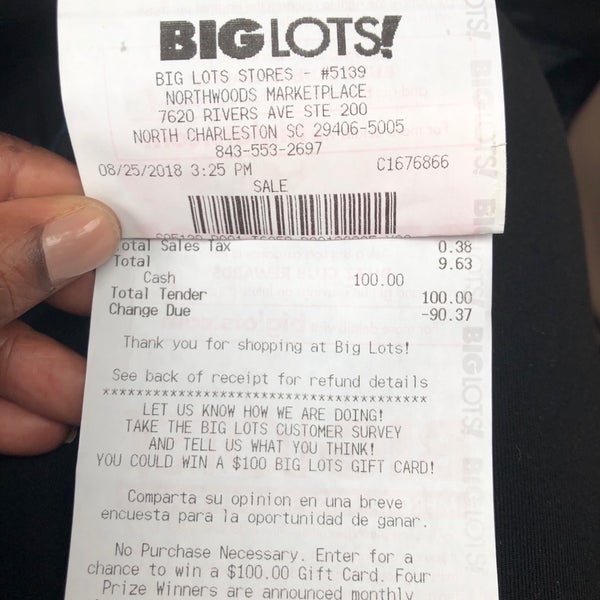 BIG LOTS!
BIG LOTS STORES - #5139
NORTHWOODS MARKETPLACE
7620 RIVERS AVE STE 200
NORTH CHARLESTON SC 29406-5005
843-553-2697
08/25/2018 3:25 PM C1676866
SALE
otal Sales Tax 0.38
Total 9.63
Cash 100.00
Total Tender 100.00
Change Due -90.37
Thank you for shopping at Big Lots!
See back of receipt for refund details
****************************************
LET US KNOW HOW WE ARE DOING!
TAKE THE BIG LOTS CUSTOMER SURVEY
AND TELL US WHAT YOU THINK!
YOU COULD WIN A $100 BIG LOTS GIFT CARD!
Comparta su opinion en una breve
encuesta para la oportunidad de ganar.
No Purchase Necessary. Enter for a
chance to win a $100.00 Gift Card. Four
Prize Winners are announced monthly